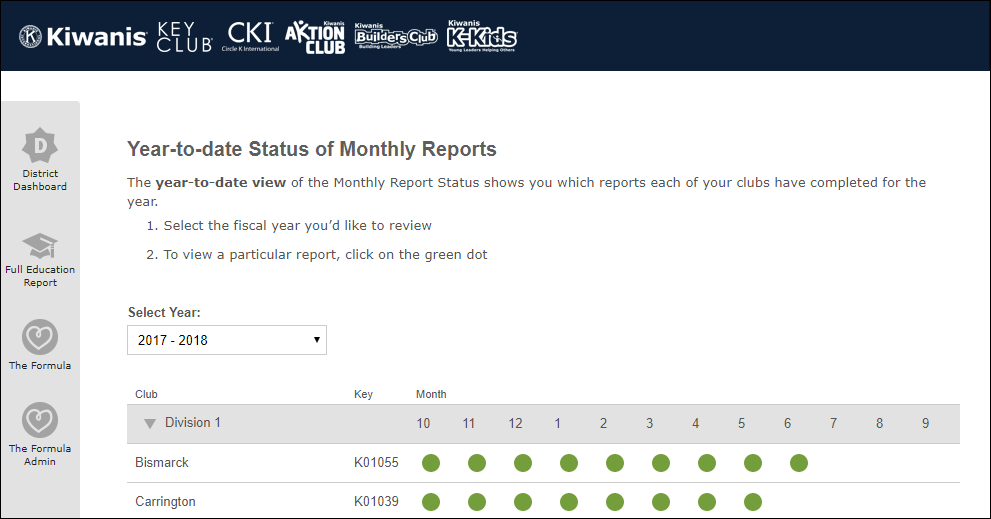 Kiwanis
KEY CLUB
CKI
Circle K International
Kiwanis
AKTION CLUB
Kiwanis
Builders Club
Building Leaders
Kiwanis
K-Kids
Young Leaders Helping Others
D
District
Dashboard
Full Education
Report
The Formula
The Formula
Admin
Year-to-date Status of Monthly Reports
The year-to-date view of the Monthly Report Status shows you which reports each of your clubs have completed for the
year.
1. Select the fiscal year you’d like to review
2. To view a particular report, click on the green dot
Select Year:
2017 - 2018
Club Key Month
Division 1 10 11 12 1 2 3 4 5 6 7 8 9
Bismarck K01055
Carrington K01039